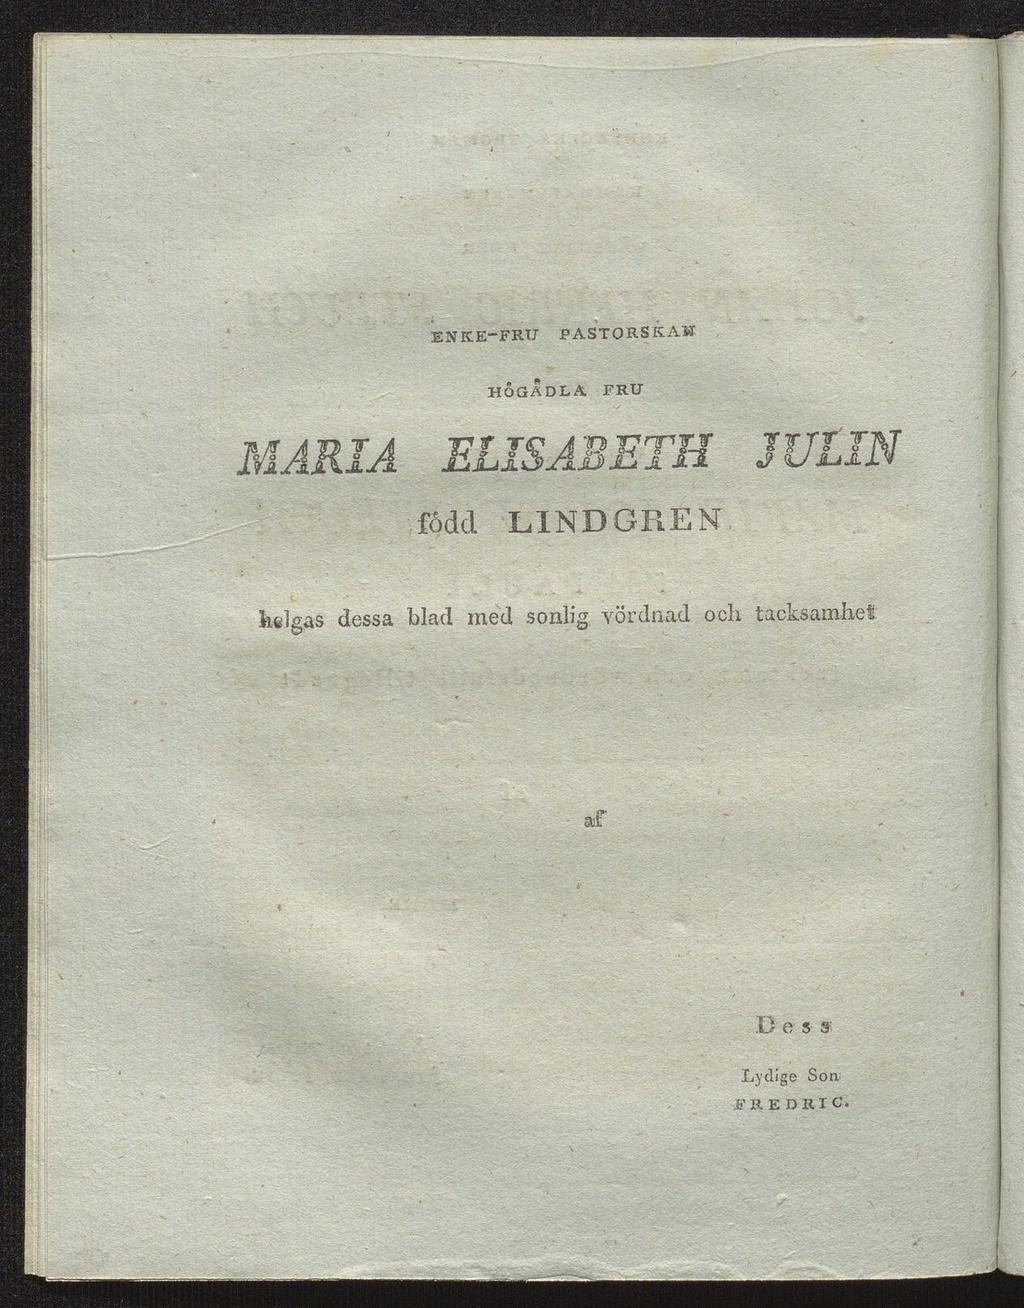 ENKE-FRU PASTORSKAN
HÖGÄDLA FRU
MARIA ELISABETH JULIN
född LINDGREN
helgas dessa blad med sonlig vördnad och tacksamhet
af
Dess
Lydige Son
FREDRIC.